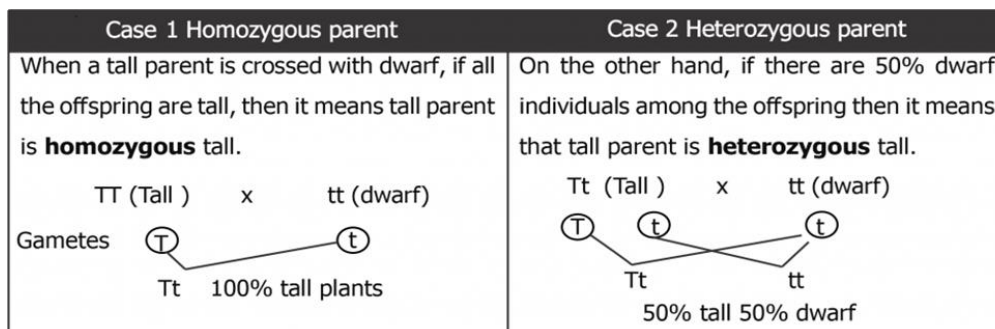 Case 1 Homozygous parent
When a tall parent is crossed with dwarf, if all
the offspring are tall, then it means tall parent
is homozygous tall.
TT (Tall ) x tt (dwarf)
Gametes T t
Tt 100% tall plants
Case 2 Heterozygous parent
On the other hand, if there are 50% dwarf
individuals among the offspring then it means
that tall parent is heterozygous tall.
Tt (Tall ) x tt (dwarf)
T t t
Tt tt
50% tall 50% dwarf